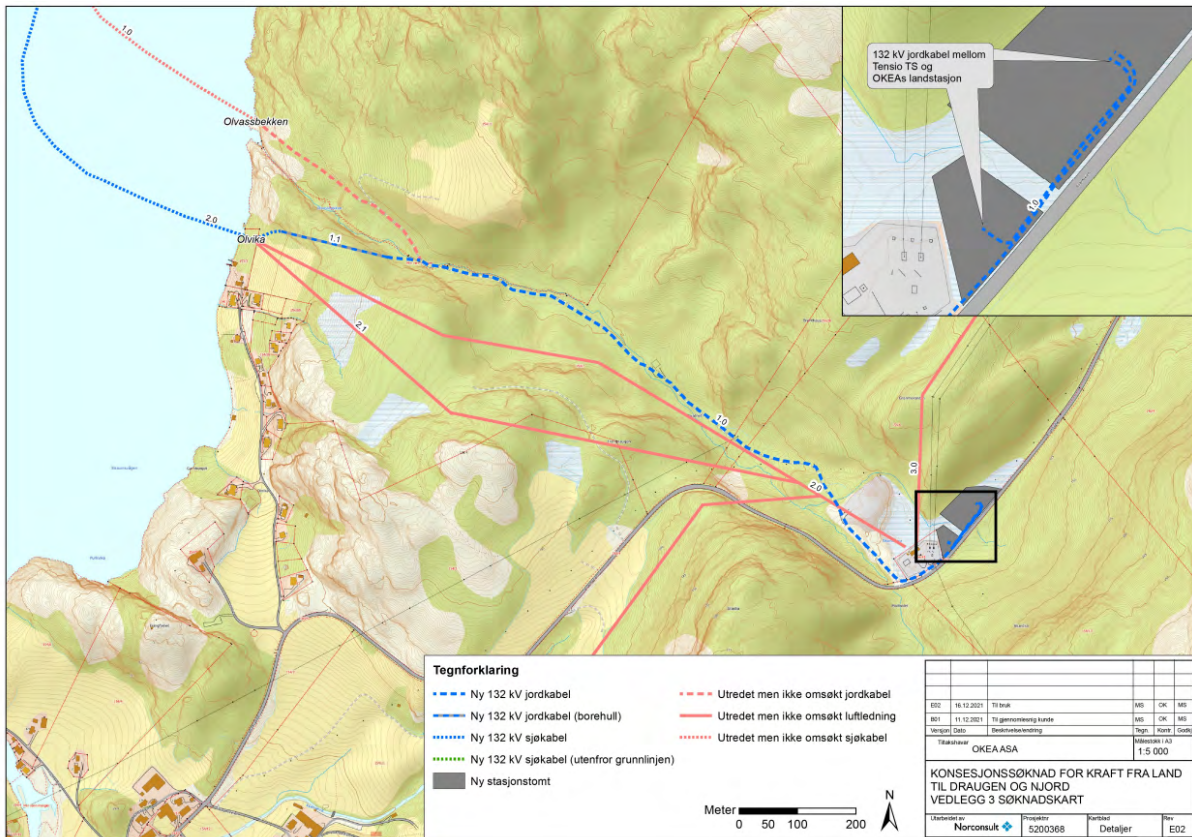 1.0
Olvassbekken
2.0
Olvikå
1.1
2.1
1.0
2.0
3.0
132 kV jordkabel mellom
Tensio TS og
OKEAs landstasjon
1.0
Tegnforklaring
Ny 132 kV jordkabel
Ny 132 kV jordkabel (borehull)
Ny 132 kV sjøkabel
Ny 132 kV sjøkabel (utenfror grunnlinjen)
Ny stasjonstomt
Utredet men ikke omsøkt jordkabel
Utredet men ikke omsøkt luftledning
Utredet men ikke omsøkt sjøkabel
Meter
0 100 200
N
E02 16.12.2021 Til bruk MS OK MS
B01 11.12.2021 Til gjennomlesnig kunde MS OK MS
Versjon Dato Beskrivelse/endring Tegn. Kontr. Godkj
Tiltakshaver OKEA ASA
Målestokk i A3
1:5 000
KONSESJONSSØKNAD FOR KRAFT FRA LAND
TIL DRAUGEN OG NJORD
VEDLEGG 3 SØKNADSKART
Utarbeidet av Norconsult
Prosjektnr 5200368
Kartblad Detaljer
Rev E02